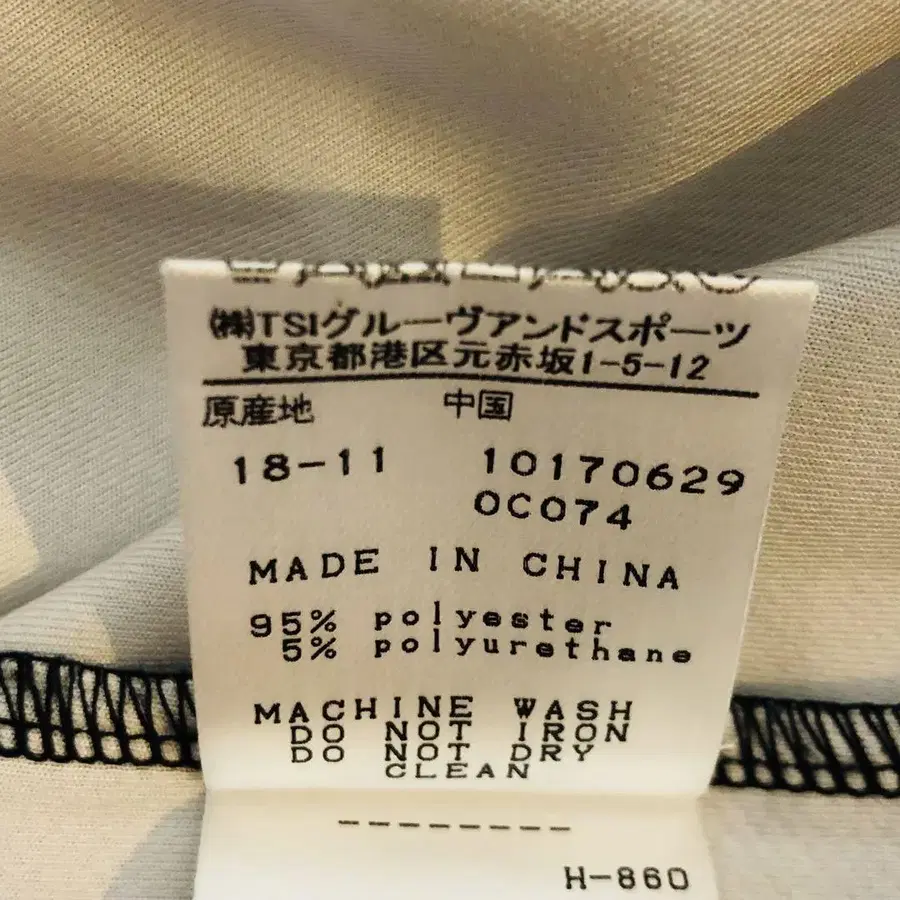 ㈱TSIグルーヴアンドスポーツ
東京都港区元赤坂1-5-12
原産地 中国
18-11 10170629
0C074
MADE IN CHINA
95% polyester
5% polyurethane
MACHINE WASH
DO NOT IRON
DO NOT DRY
CLEAN
--------
H-860